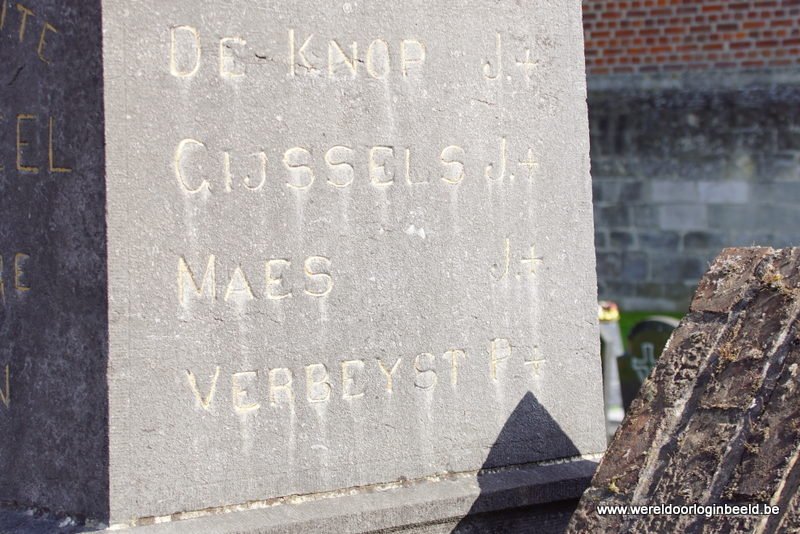 DE KNOP J.+
GIJSSELS J.+
MAES J.+
VERBEYST P+
www.wereldoorloginbeeld.be